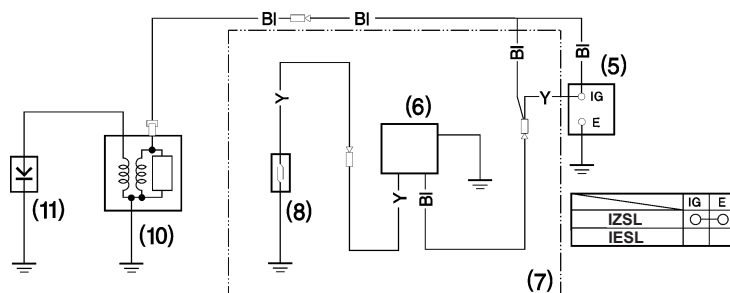 Bl Bl
Bl Bl
(5)
Y (6) Y IG
E
(11) (10) (8) Y Bl
IG E
IZSL
IESL
(7)